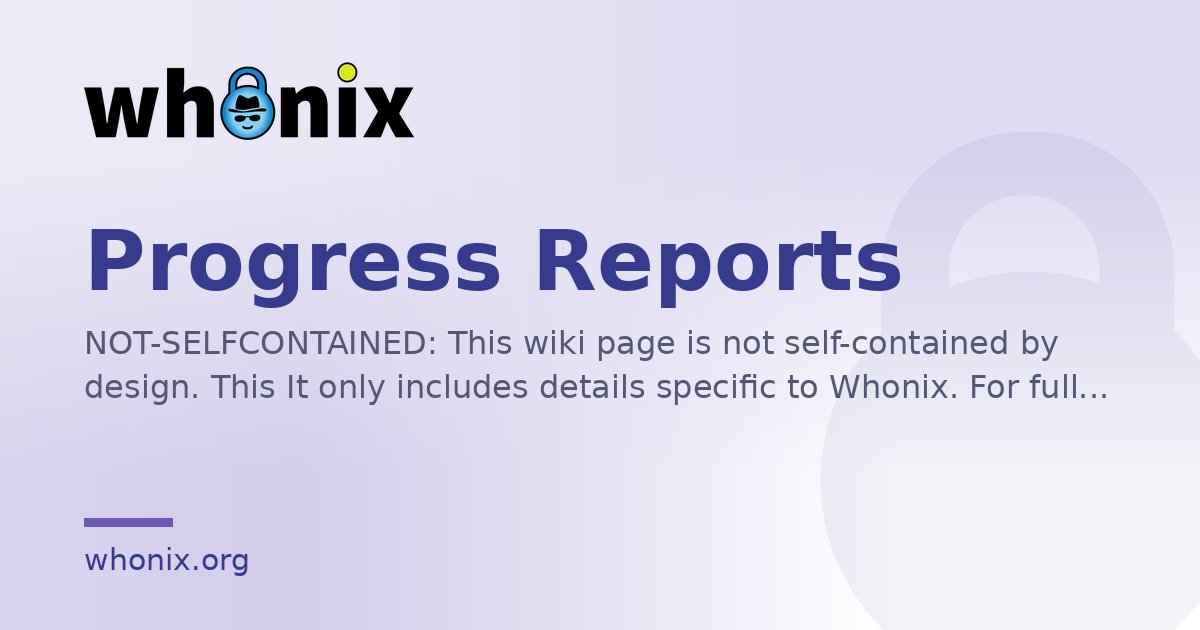 whonix
Progress Reports
NOT-SELFCONTAINED: This wiki page is not self-contained by
design. This It only includes details specific to Whonix. For full...
whonix.org